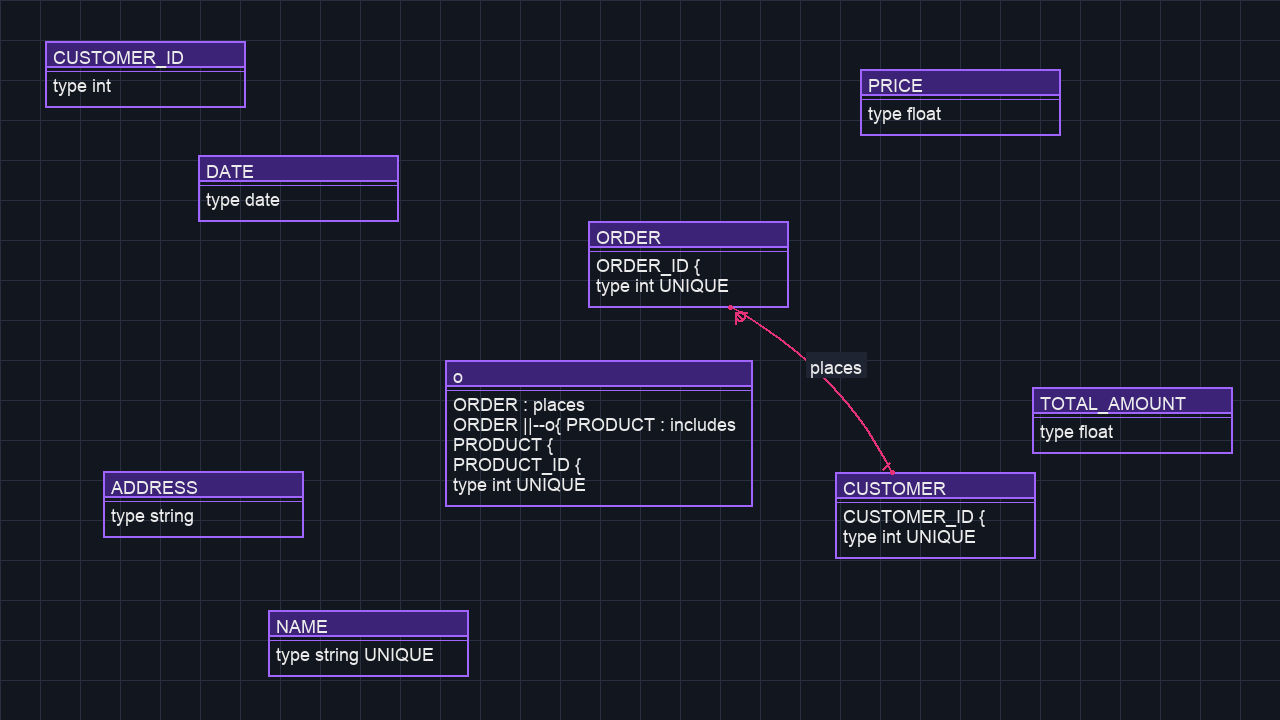 CUSTOMER_ID
type int
PRICE
type float
DATE
type date
ORDER
ORDER_ID {
type int UNIQUE
places
o
ORDER : places
ORDER ||--o{ PRODUCT : includes
PRODUCT {
PRODUCT_ID {
type int UNIQUE
TOTAL_AMOUNT
type float
ADDRESS
type string
CUSTOMER
CUSTOMER_ID {
type int UNIQUE
NAME
type string UNIQUE